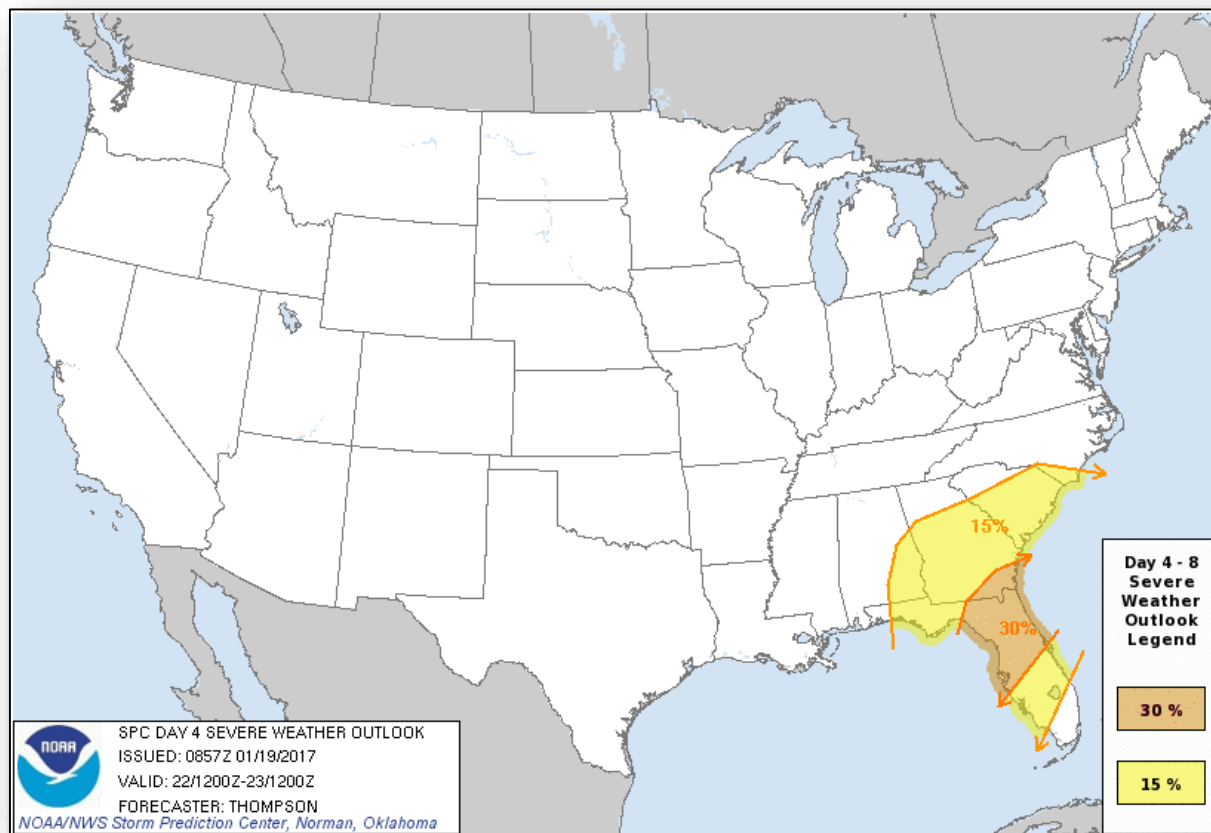 15%
30%
Day 4 - 8
Severe
Weather
Outlook
Legend
30 %
15 %
NOAA
SPC DAY 4 SEVERE WEATHER OUTLOOK
ISSUED: 0857Z 01/19/2017
VALID: 22/1200Z-23/1200Z
FORECASTER: THOMPSON
NOAA/NWS Storm Prediction Center, Norman, Oklahoma